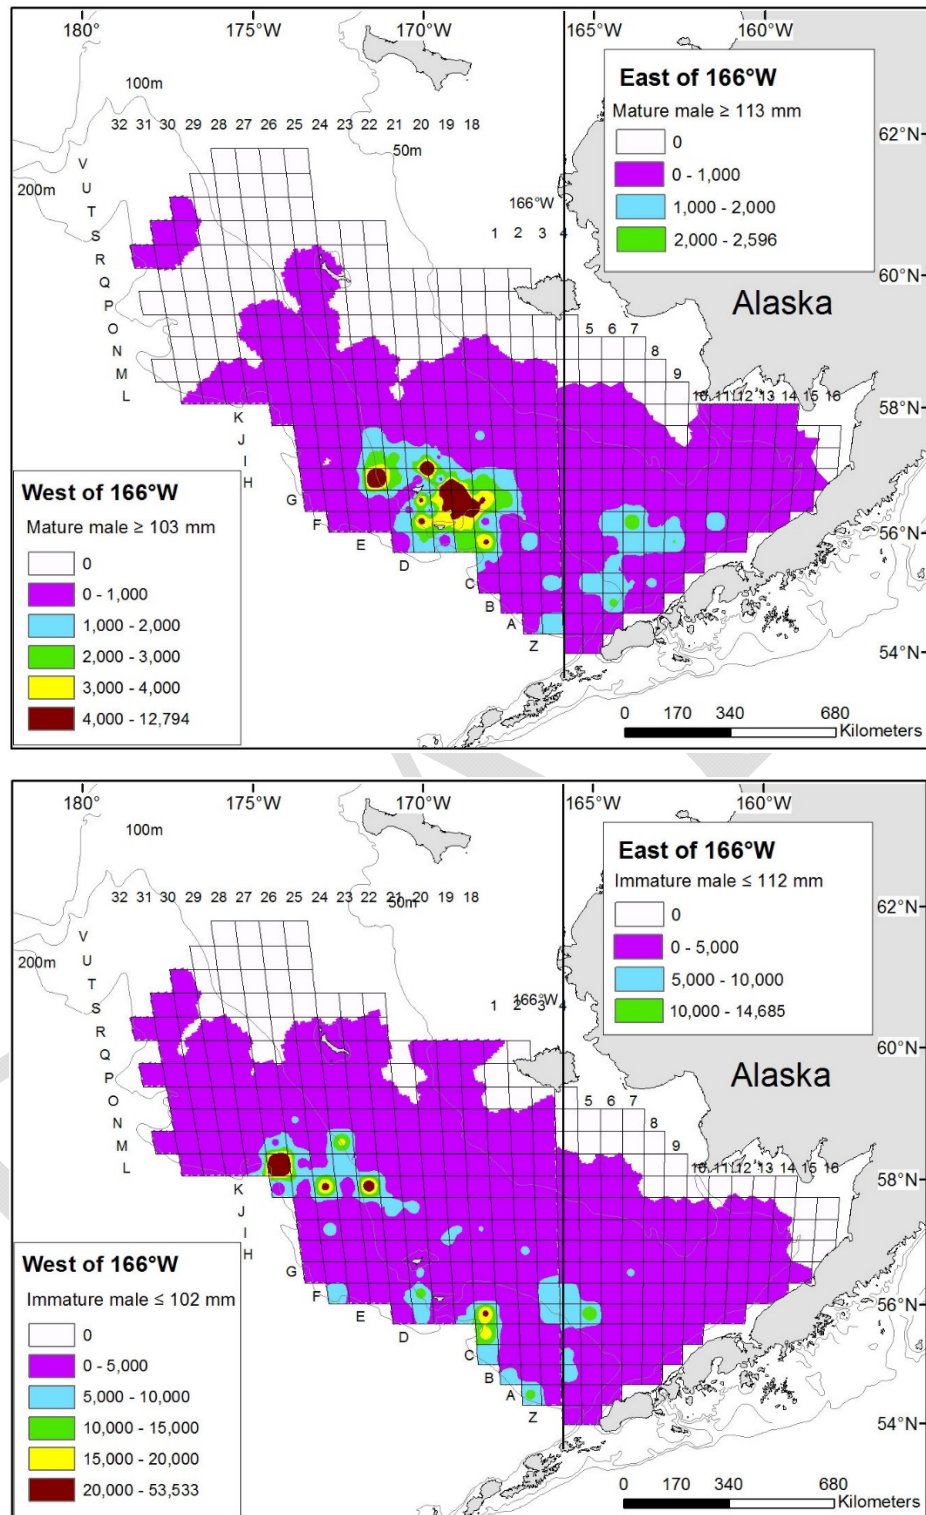 180° 175°W 170°W 165°W 160°W
100m
32 31 30 29 28 27 26 25 24 23 22 21 20 19 18
50m
200m
V
U
T
S
R
Q
P
O
N
M
L
K
J
I
H
G
F
E
D
C
B
A
Z
166°W
1 2 3 4
5 6 7
8
9
10 11 12 13 14 15 16
East of 166°W
Mature male ≥ 113 mm
0
0 - 1,000
1,000 - 2,000
2,000 - 2,596
62°N
60°N
Alaska
58°N
56°N
54°N
West of 166°W
Mature male ≥ 103 mm
0
0 - 1,000
1,000 - 2,000
2,000 - 3,000
3,000 - 4,000
4,000 - 12,794
0 170 340 680
Kilometers
180° 175°W 170°W 165°W 160°W
100m
32 31 30 29 28 27 26 25 24 23 22 21 20 19 18
50m
200m
V
U
T
S
R
Q
P
O
N
M
L
K
J
I
H
G
F
E
D
C
B
A
Z
166°W
1 2 3 4
5 6 7
8
9
10 11 12 13 14 15 16
East of 166°W
Immature male ≤ 112 mm
0
0 - 5,000
5,000 - 10,000
10,000 - 14,685
62°N
60°N
Alaska
58°N
56°N
54°N
West of 166°W
Immature male ≤ 102 mm
0
0 - 5,000
5,000 - 10,000
10,000 - 15,000
15,000 - 20,000
20,000 - 53,533
0 170 340 680
Kilometers